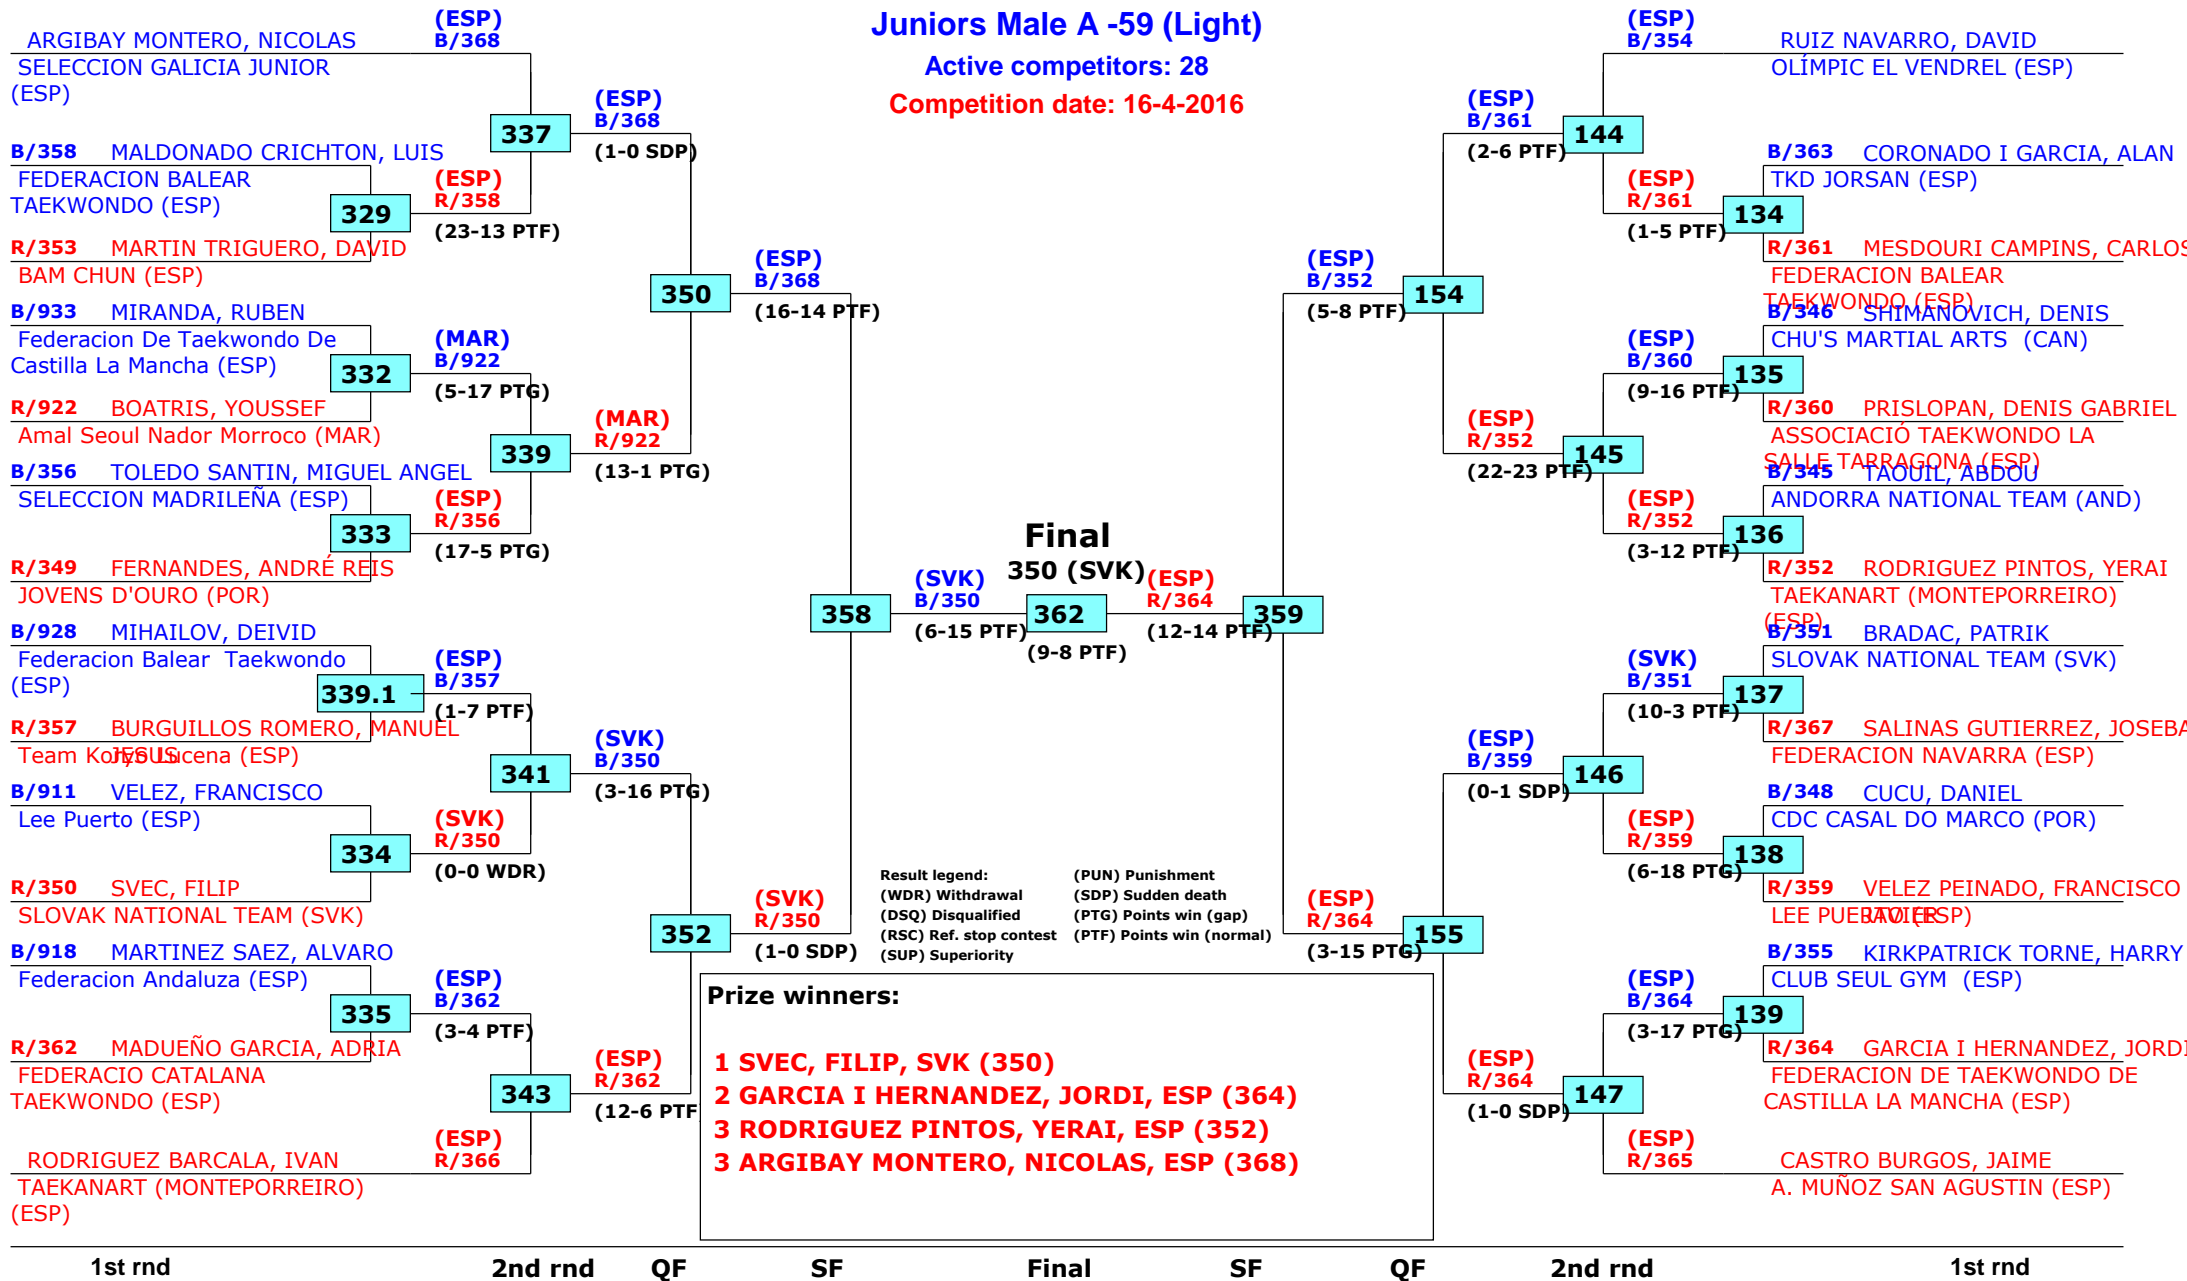 Juniors Male A -59 (Light)
Active competitors: 28
Competition date: 16-4-2016
(ESP)
B/368
ARGIBAY MONTERO, NICOLAS
SELECCION GALICIA JUNIOR
(ESP)
337
(ESP)
B/368
(1-0 SDP)
B/358 MALDONADO CRICHTON, LUIS
FEDERACION BALEAR
TAEKWONDO (ESP)
329
(ESP)
R/358
(23-13 PTF)
R/353 MARTIN TRIGUERO, DAVID
BAM CHUN (ESP)
350
(ESP)
B/368
(16-14 PTF)
B/933 MIRANDA, RUBEN
Federacion De Taekwondo De
Castilla La Mancha (ESP)
332
(MAR)
B/922
(5-17 PTG)
R/922 BOATRIS, YOUSSEF
Amal Seoul Nador Morroco (MAR)
339
(MAR)
R/922
(13-1 PTG)
B/356 TOLEDO SANTIN, MIGUEL ANGEL
SELECCION MADRILEÑA (ESP)
333
(ESP)
R/356
(17-5 PTG)
R/349 FERNANDES, ANDRÉ REIS
JOVENS D'OURO (POR)
358
(SVK)
B/350
(6-15 PTF)
B/928 MIHAILOV, DEIVID
Federacion Balear Taekwondo
(ESP)
339.1
(ESP)
B/357
(1-7 PTF)
R/357 BURGUILLOS ROMERO, MANUEL
JESUS
Team Koryo Lucena (ESP)
341
(SVK)
B/350
(3-16 PTG)
B/911 VELEZ, FRANCISCO
Lee Puerto (ESP)
334
(SVK)
R/350
(0-0 WDR)
R/350 SVEC, FILIP
SLOVAK NATIONAL TEAM (SVK)
352
(SVK)
R/350
(1-0 SDP)
B/918 MARTINEZ SAEZ, ALVARO
Federacion Andaluza (ESP)
335
(ESP)
B/362
(3-4 PTF)
R/362 MADUEÑO GARCIA, ADRIA
FEDERACIO CATALANA
TAEKWONDO (ESP)
343
(ESP)
R/362
(12-6 PTF
(ESP)
R/366
RODRIGUEZ BARCALA, IVAN
TAEKANART (MONTEPORREIRO)
(ESP)
Final
350 (SVK)
362
(9-8 PTF)
(ESP)
R/364
(12-14 PTF)
359
(ESP)
B/354
RUIZ NAVARRO, DAVID
OLÍMPIC EL VENDREL (ESP)
(ESP)
B/361
(2-6 PTF)
144
B/363 CORONADO I GARCIA, ALAN
TKD JORSAN (ESP)
(ESP)
R/361
(1-5 PTF)
134
R/361 MESDOURI CAMPINS, CARLOS
FEDERACION BALEAR
TAEKWONDO (ESP)
(ESP)
B/352
(5-8 PTF)
154
B/346 SHIMANOVICH, DENIS
CHU'S MARTIAL ARTS (CAN)
(ESP)
B/360
(9-16 PTF)
135
R/360 PRISLOPAN, DENIS GABRIEL
ASSOCIACIÓ TAEKWONDO LA
SALLE TARRAGONA (ESP)
(ESP)
R/352
(22-23 PTF)
145
B/345 TAOUIL, ABDOU
ANDORRA NATIONAL TEAM (AND)
(ESP)
R/352
(3-12 PTF)
136
R/352 RODRIGUEZ PINTOS, YERAI
TAEKANART (MONTEPORREIRO)
(ESP)
B/351 BRADAC, PATRIK
SLOVAK NATIONAL TEAM (SVK)
(SVK)
B/351
(10-3 PTF)
137
R/367 SALINAS GUTIERREZ, JOSEBA
FEDERACION NAVARRA (ESP)
(ESP)
B/359
(0-1 SDP)
146
B/348 CUCU, DANIEL
CDC CASAL DO MARCO (POR)
(ESP)
R/359
(6-18 PTG)
138
R/359 VELEZ PEINADO, FRANCISCO
JAVIER
LEE PUERTO (ESP)
(ESP)
R/364
(3-15 PTG)
155
B/355 KIRKPATRICK TORNE, HARRY
CLUB SEUL GYM (ESP)
(ESP)
B/364
(3-17 PTG)
139
R/364 GARCIA I HERNANDEZ, JORDI
FEDERACION DE TAEKWONDO DE
CASTILLA LA MANCHA (ESP)
(ESP)
R/364
(1-0 SDP)
147
(ESP)
R/365
CASTRO BURGOS, JAIME
A. MUÑOZ SAN AGUSTIN (ESP)
Result legend:
(WDR) Withdrawal
(DSQ) Disqualified
(RSC) Ref. stop contest
(SUP) Superiority
(PUN) Punishment
(SDP) Sudden death
(PTG) Points win (gap)
(PTF) Points win (normal)
Prize winners:
1 SVEC, FILIP, SVK (350)
2 GARCIA I HERNANDEZ, JORDI, ESP (364)
3 RODRIGUEZ PINTOS, YERAI, ESP (352)
3 ARGIBAY MONTERO, NICOLAS, ESP (368)
1st rnd 2nd rnd QF SF Final SF QF 2nd rnd 1st rnd